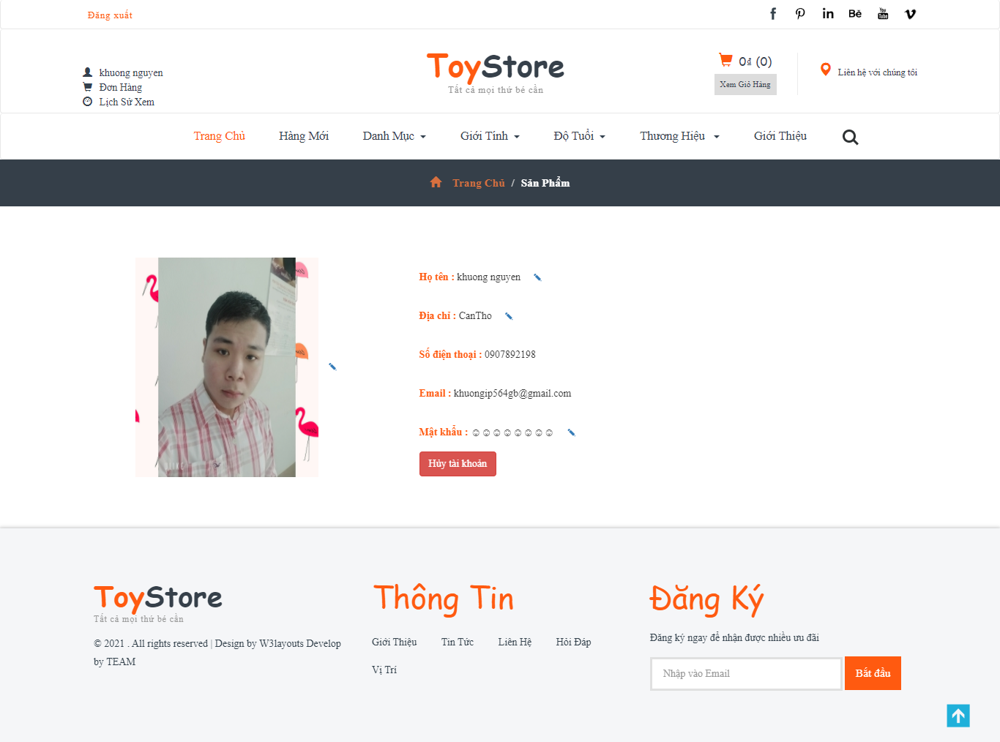 Đăng xuất
khuong nguyen
Đơn Hàng
Lịch Sử Xem
ToyStore
Tất cả mọi thứ bé cần
0₫ (0)
Xem Giỏ Hàng
Liên hệ với chúng tôi
Trang Chủ Hàng Mới Danh Mục Giới Tính Độ Tuổi Thương Hiệu Giới Thiệu
Trang Chủ / Sản Phẩm
Họ tên : khuong nguyen
Địa chỉ : CanTho
Số điện thoại : 0907892198
Email : khuongip564gb@gmail.com
Mật khẩu : ☺☺☺☺☺☺☺☺
Hủy tài khoản
ToyStore
Tất cả mọi thứ bé cần
© 2021 . All rights reserved | Design by W3layouts Develop
by TEAM
Thông Tin
Giới Thiệu Tin Tức Liên Hệ Hỏi Đáp
Vị Trí
Đăng Ký
Đăng ký ngay để nhận được nhiều ưu đãi
Nhập vào Email Bắt đầu